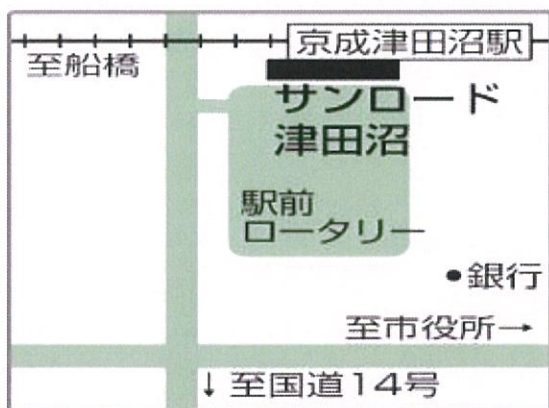 京成津田沼駅
至船橋
サンロード
津田沼
駅前
ロータリー
●銀行
至市役所→
↓至国道14号